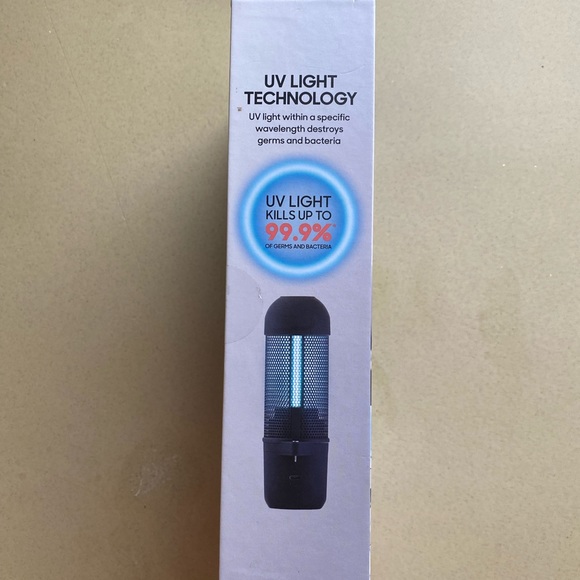 UV LIGHT
TECHNOLOGY
UV light within a specific
wavelength destroys
germs and bacteria
UV LIGHT
KILLS UP TO
99.9%*
OF GERMS AND BACTERIA